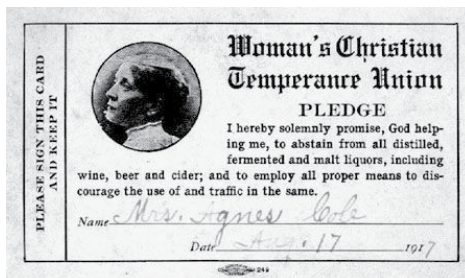 PLEASE SIGN THIS CARD
AND KEEP IT
Woman's Christian
Temperance Union
PLEDGE
I hereby solemnly promise, God help-
ing me, to abstain from all distilled,
fermented and malt liquors, including
wine, beer and cider; and to employ all proper means to dis-
courage the use of and traffic in the same.
Name Mrs. Agnes Cole
Date Aug. 17 1917
249